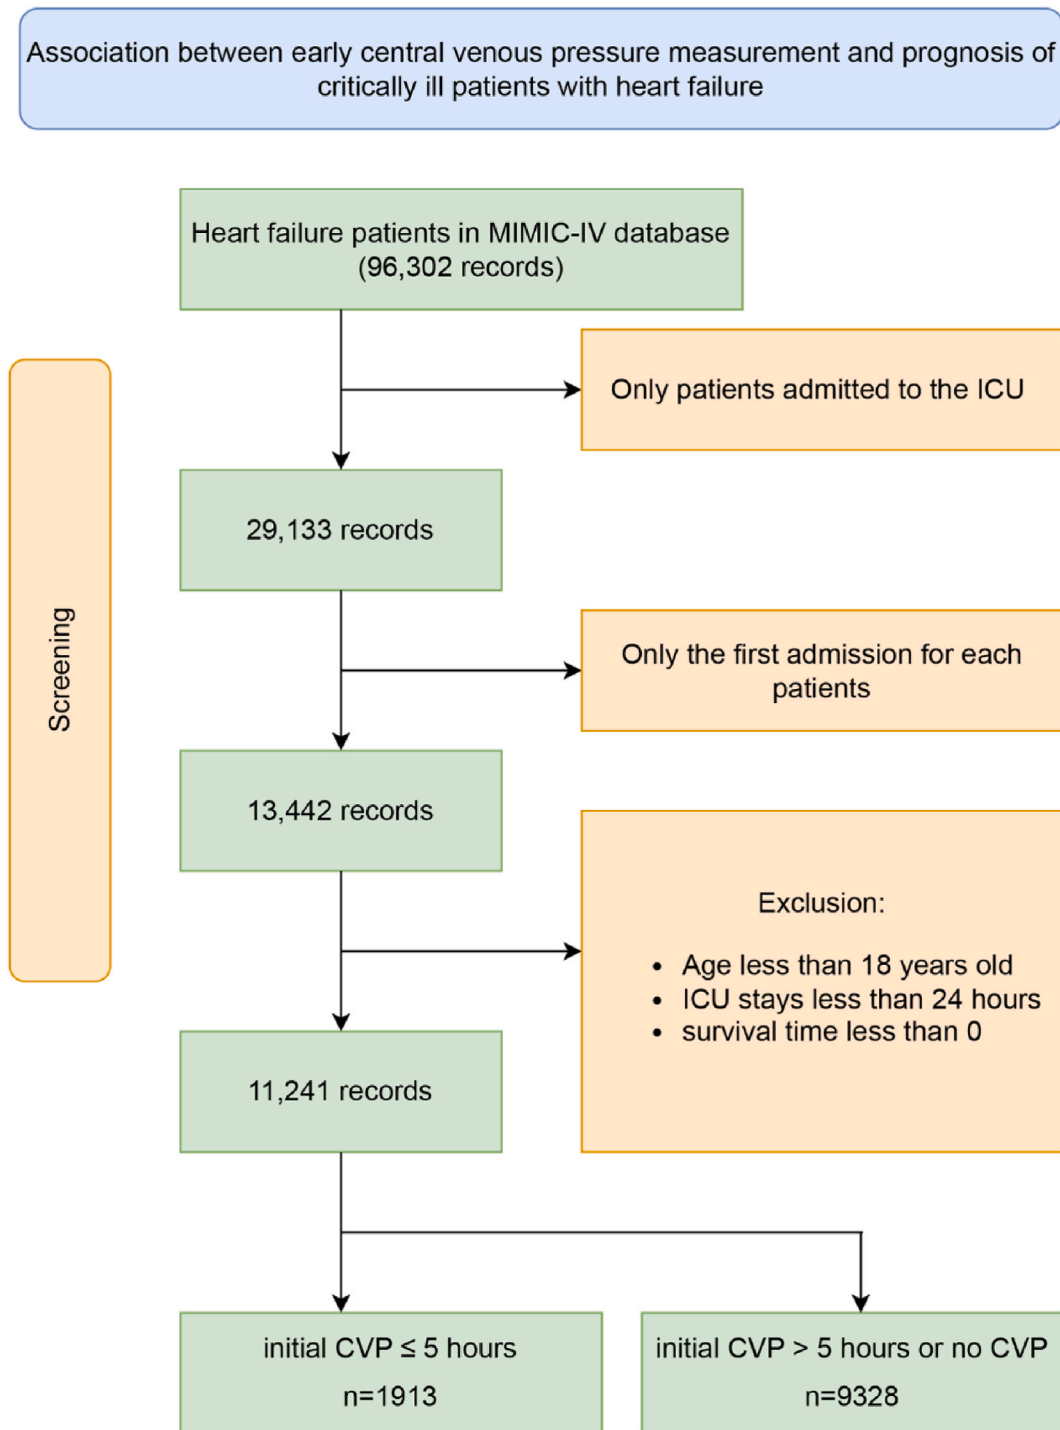 Association between early central venous pressure measurement and prognosis of
critically ill patients with heart failure
Heart failure patients in MIMIC-IV database
(96,302 records)
Only patients admitted to the ICU
Screening
29,133 records
Only the first admission for each
patients
13,442 records
Exclusion:
• Age less than 18 years old
• ICU stays less than 24 hours
• survival time less than 0
11,241 records
initial CVP ≤ 5 hours
n=1913
initial CVP > 5 hours or no CVP
n=9328